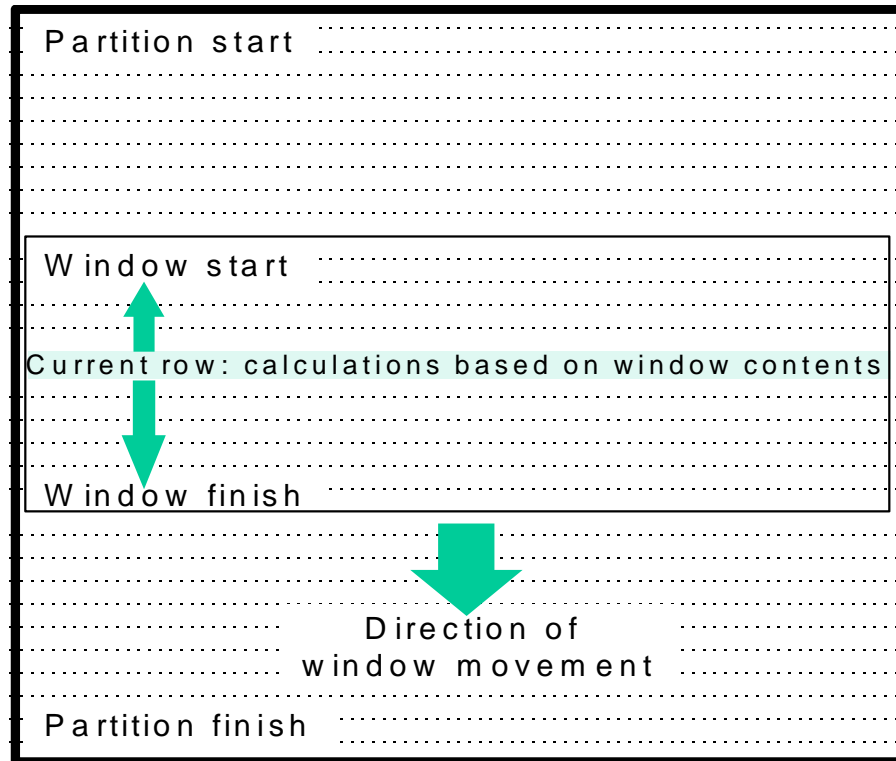 Partition start
Window start
Current row: calculations based on window contents
Window finish
Direction of
window movement
Partition finish